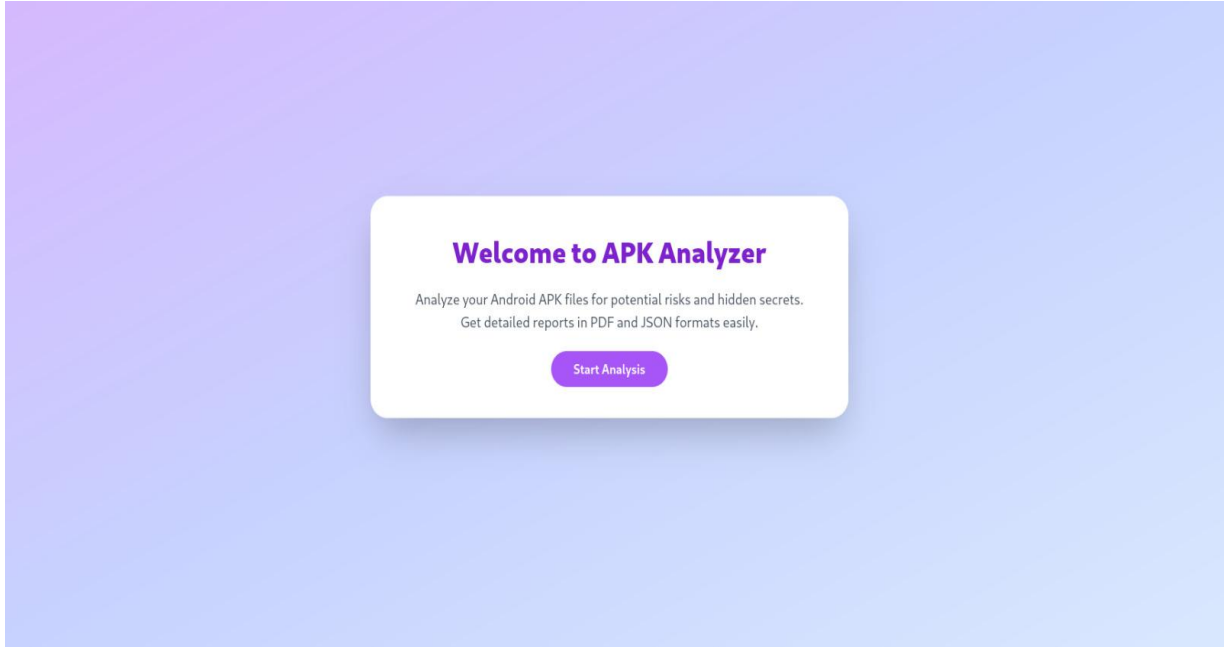 Welcome to APK Analyzer
Analyze your Android APK files for potential risks and hidden secrets.
Get detailed reports in PDF and JSON formats easily.
Start Analysis